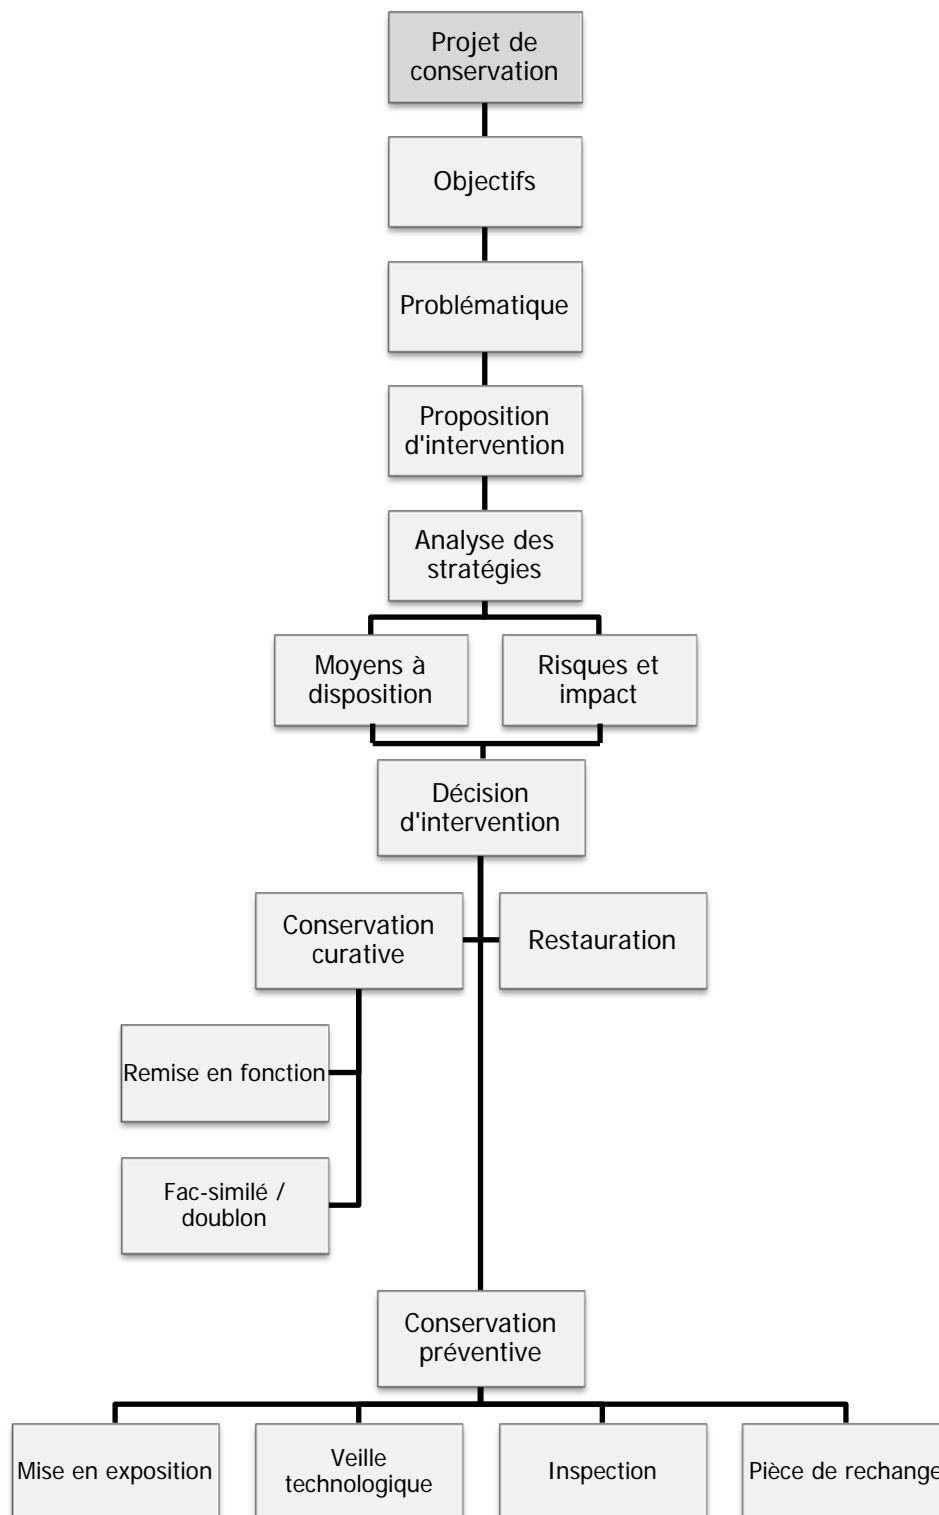 Projet de
conservation
Objectifs
Problématique
Proposition
d'intervention
Analyse des
stratégies
Moyens à
disposition
Risques et
impact
Décision
d'intervention
Conservation
curative
Restauration
Remise en fonction
Fac-similé /
doublon
Conservation
préventive
Mise en exposition
Veille
technologique
Inspection
Pièce de rechange